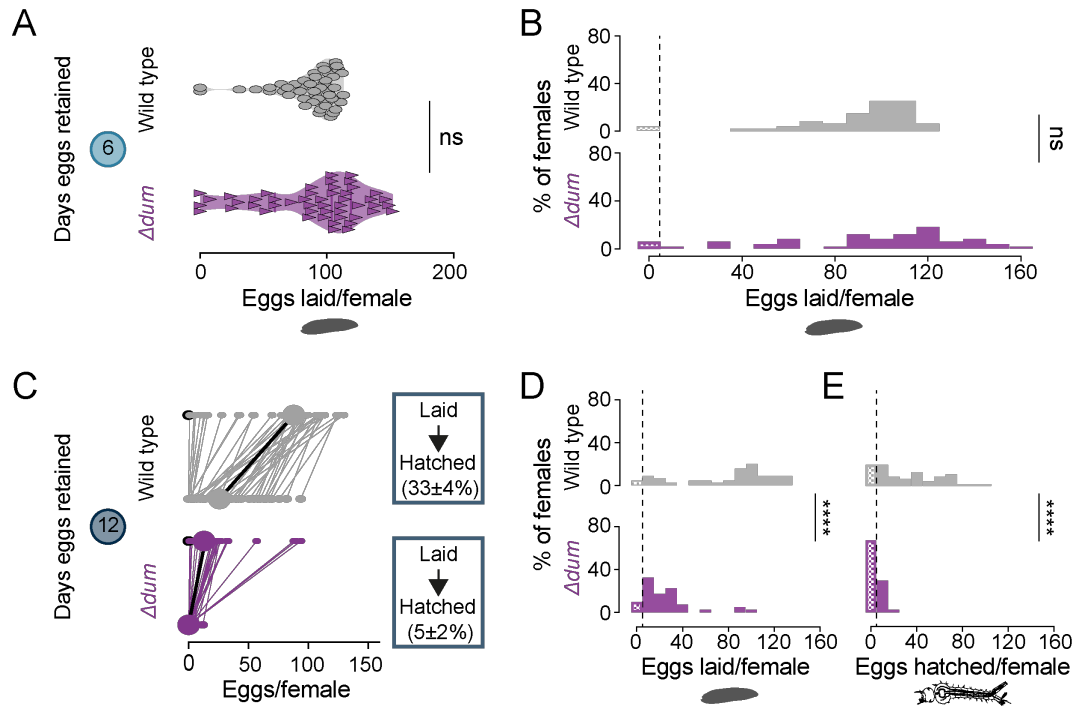 A
Days eggs retained
6
Wild type
Δdum
ns
0
100
200
Eggs laid/female
B
% of females
Wild type
80
40
0
Δdum
80
40
0
ns
0
40
80
120
160
Eggs laid/female
C
Days eggs retained
12
Wild type
Δdum
Laid
Hatched
(33±4%)
Laid
Hatched
(5±2%)
0
50
100
150
Eggs/female
D
% of females
Wild type
80
40
0
Δdum
80
40
0
****
0
40
80
120
160
Eggs laid/female
E
****
0
40
80
120
160
Eggs hatched/female